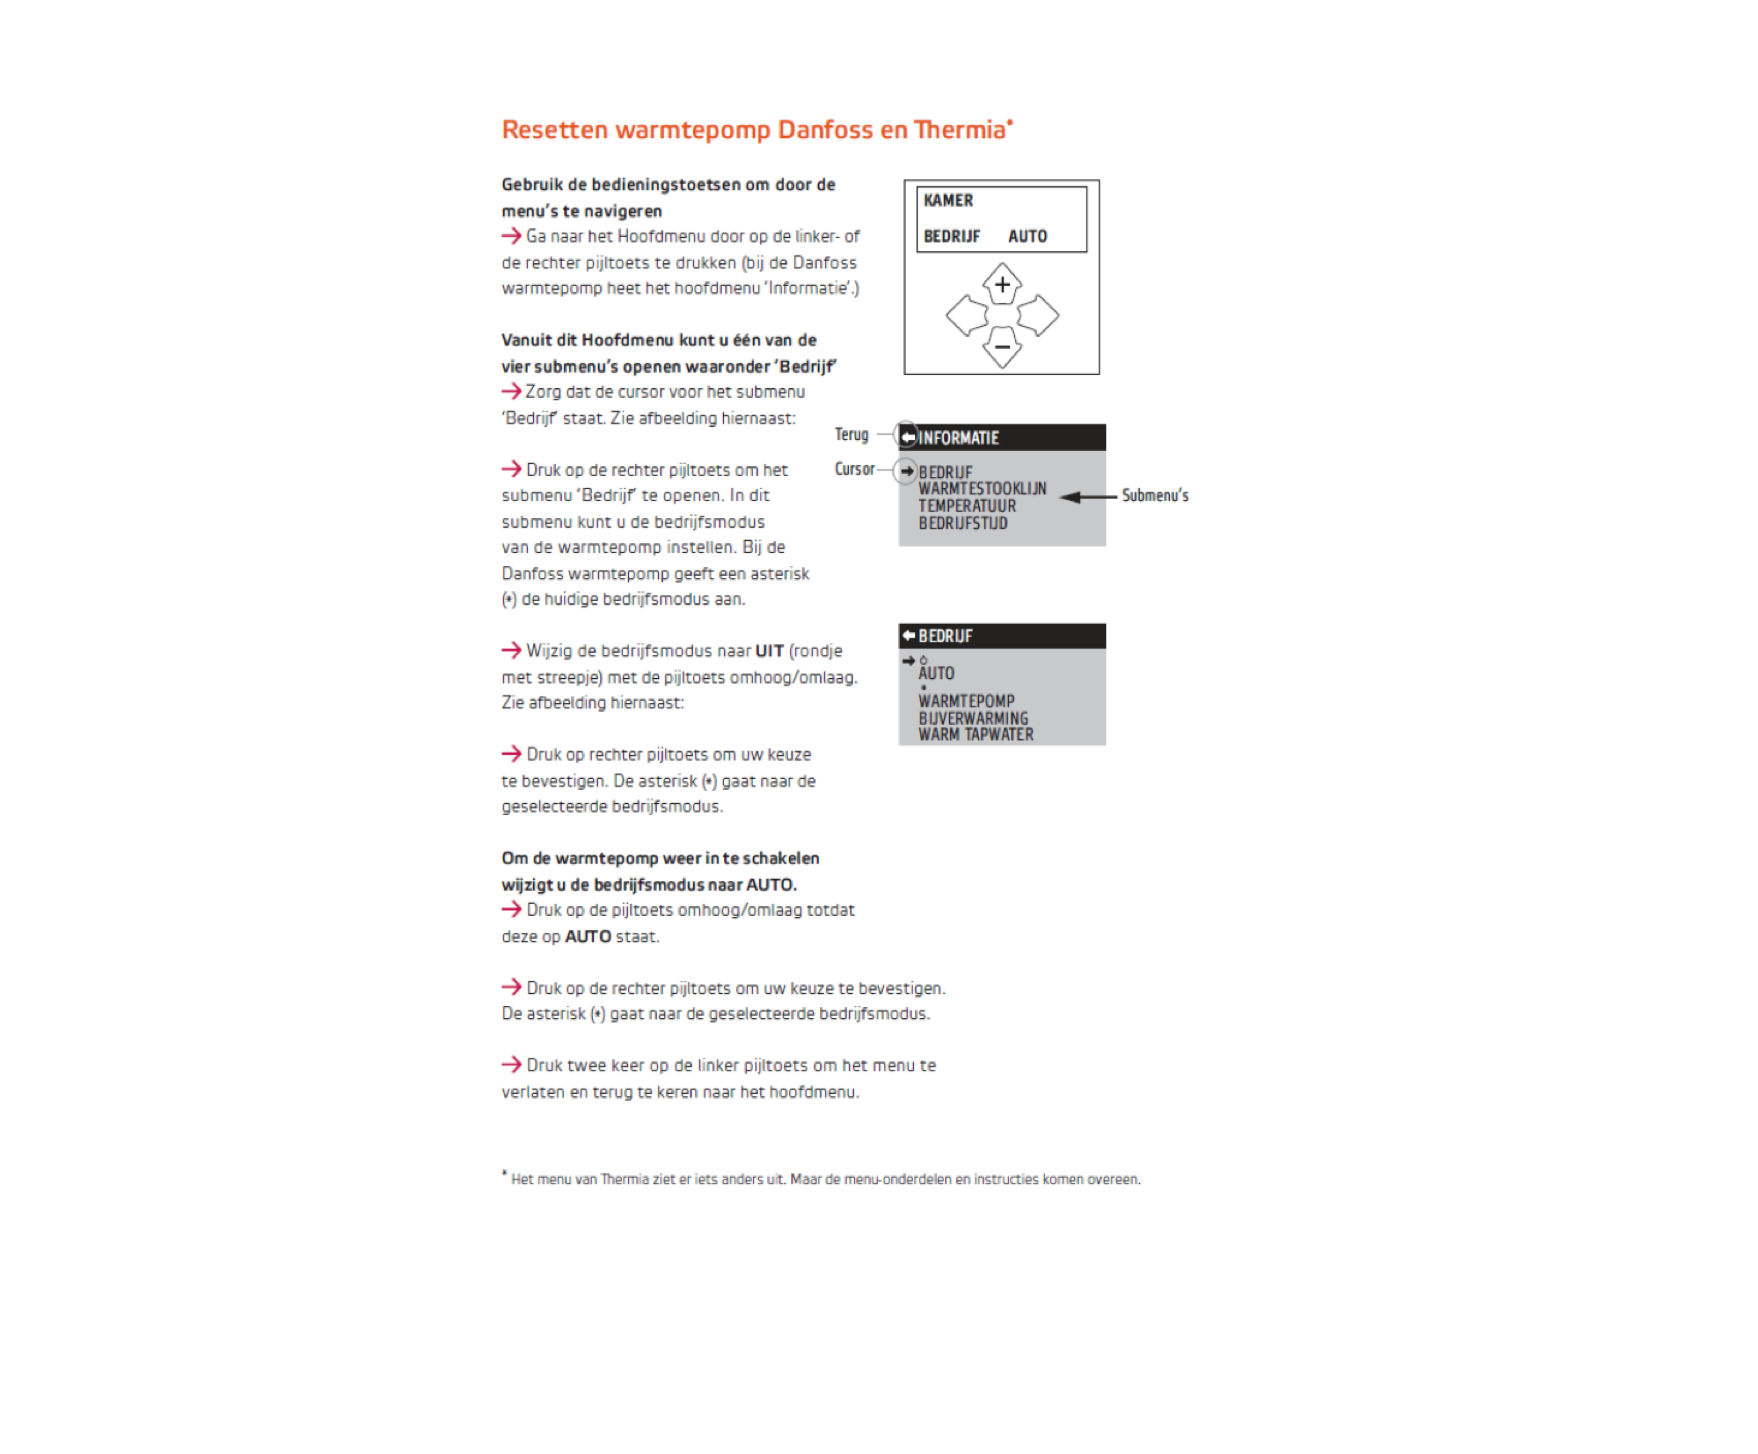 Resetten warmtepomp Danfoss en Thermia*
Gebruik de bedieningstoetsen om door de
menu's te navigeren
→ Ga naar het Hoofdmenu door op de linker- of
de rechter pijltoets te drukken (bij de Danfoss
warmtepomp heet het hoofdmenu 'Informatie'.)
KAMER
BEDRIJF AUTO
+
−
Vanuit dit Hoofdmenu kunt u één van de
vier submenu's openen waaronder 'Bedrijf'
→ Zorg dat de cursor voor het submenu
'Bedrijf' staat. Zie afbeelding hiernaast:
Terug
← INFORMATIE
Cursor
→ BEDRIJF
WARMTESTOOKLIJN
TEMPERATUUR
BEDRIJFSTIJD
Submenu's
→ Druk op de rechter pijltoets om het
submenu 'Bedrijf' te openen. In dit
submenu kunt u de bedrijfsmodus
van de warmtepomp instellen. Bij de
Danfoss warmtepomp geeft een asterisk
(*) de huidige bedrijfsmodus aan.
→ Wijzig de bedrijfsmodus naar UIT (rondje
met streepje) met de pijltoets omhoog/omlaag.
Zie afbeelding hiernaast:
← BEDRIJF
→
AUTO
*
WARMTEPOMP
BIJVERWARMING
WARM TAPWATER
→ Druk op rechter pijltoets om uw keuze
te bevestigen. De asterisk (*) gaat naar de
geselecteerde bedrijfsmodus.
Om de warmtepomp weer in te schakelen
wijzigt u de bedrijfsmodus naar AUTO.
→ Druk op de pijltoets omhoog/omlaag totdat
deze op AUTO staat.
→ Druk op de rechter pijltoets om uw keuze te bevestigen.
De asterisk (*) gaat naar de geselecteerde bedrijfsmodus.
→ Druk twee keer op de linker pijltoets om het menu te
verlaten en terug te keren naar het hoofdmenu.
* Het menu van Thermia ziet er iets anders uit. Maar de menu-onderdelen en instructies komen overeen.